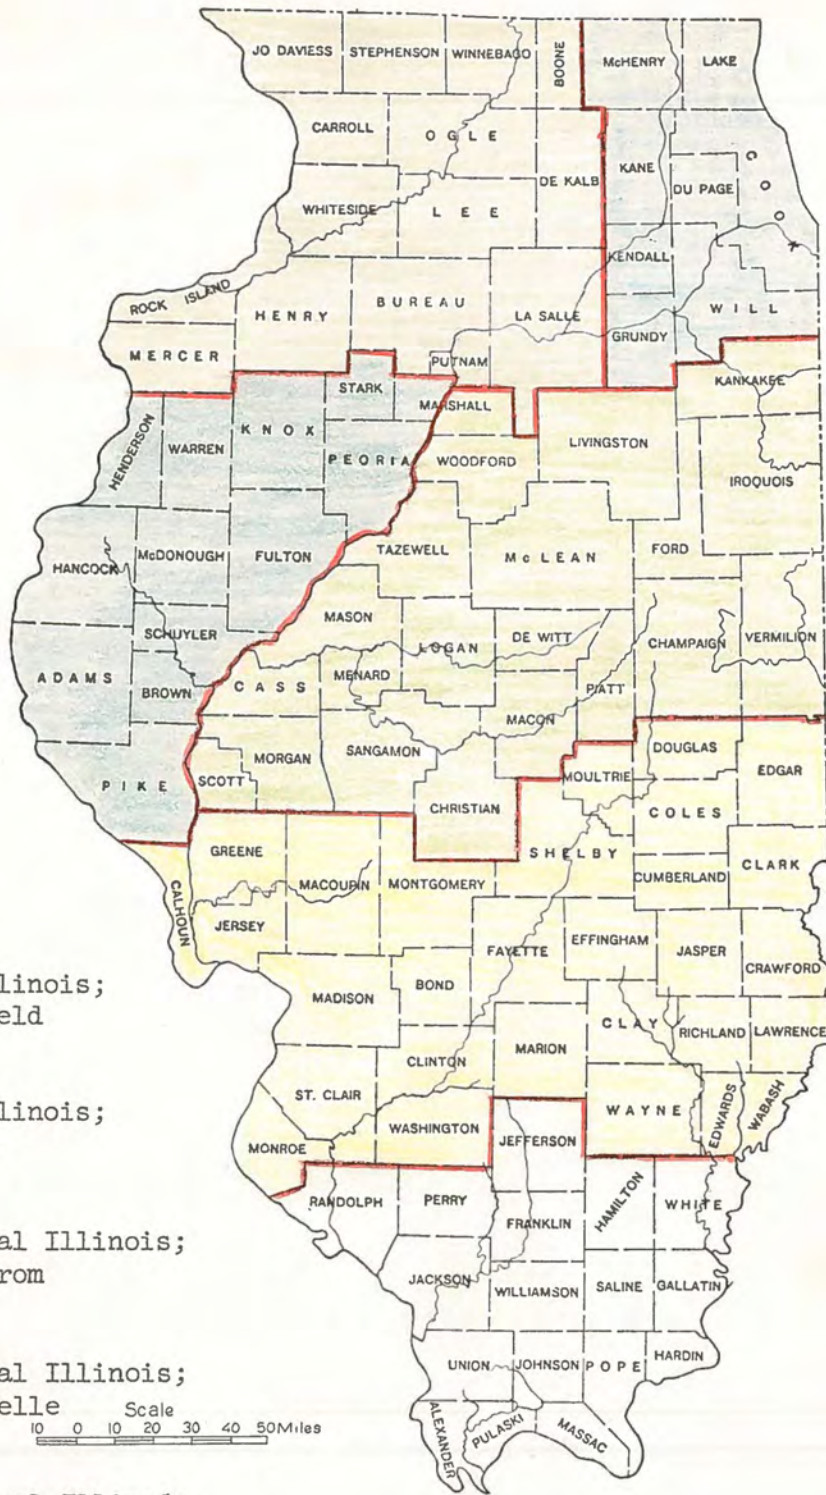 JO DAVIESS STEPHENSON WINNEBAGO BOONE McHENRY LAKE
CARROLL OGLE DE KALB KANE DU PAGE COOK
WHITESIDE LEE KENDALL
ROCK ISLAND HENRY BUREAU LA SALLE GRUNDY WILL
MERCER PUTNAM KANKAKEE
HENDERSON WARREN KNOX STARK MARSHALL LIVINGSTON
PEORIA WOODFORD IROQUOIS
HANCOCK McDONOUGH FULTON TAZEWELL McLEAN FORD
MASON
SCHUYLER LOGAN DE WITT CHAMPAIGN VERMILION
ADAMS BROWN CASS MENARD PIATT
MACON
PIKE SCOTT MORGAN SANGAMON MOULTRIE DOUGLAS EDGAR
CHRISTIAN COLES
CALHOUN GREENE MACOUPIN MONTGOMERY SHELBY CUMBERLAND CLARK
JERSEY
FAYETTE EFFINGHAM JASPER CRAWFORD
MADISON BOND
CLAY RICHLAND LAWRENCE
CLINTON MARION
ST. CLAIR
WASHINGTON WAYNE EDWARDS WABASH
MONROE JEFFERSON
RANDOLPH PERRY HAMILTON WHITE
FRANKLIN
JACKSON WILLIAMSON SALINE GALLATIN
UNION JOHNSON POPE HARDIN
ALEXANDER PULASKI MASSAC
llinois;
eld
llinois;
al Illinois;
rom
al Illinois;
elle
Scale
10 0 10 20 30 40 50 Miles